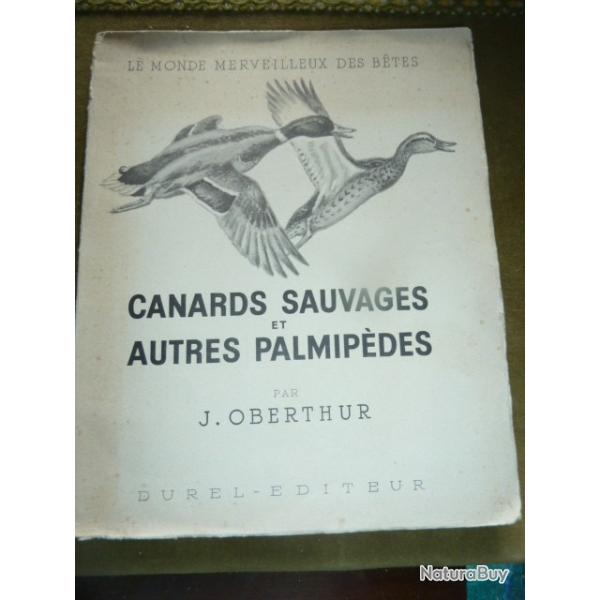 LE MONDE MERVEILLEUX DES BÊTES
CANARDS SAUVAGES
ET
AUTRES PALMIPÈDES
PAR
J. OBERTHUR
DUREL-EDITEUR
NaturaBuy